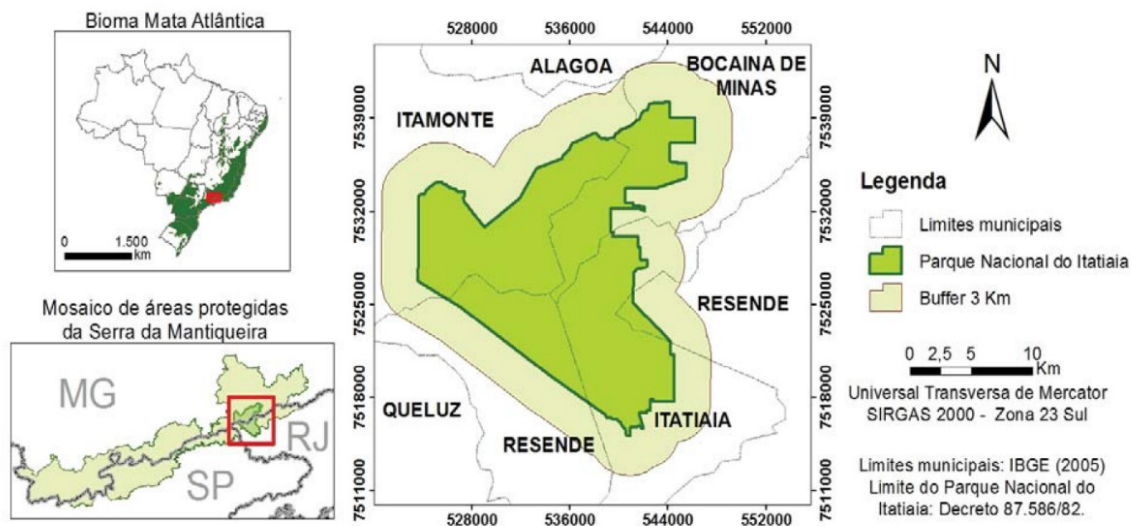 Bioma Mata Atlântica
0 1.500
km
Mosaico de áreas protegidas
da Serra da Mantiqueira
MG
RJ
SP
528000 536000 544000 552000
7539000
7532000
7525000
7518000
7511000
ALAGOA
BOCAINA DE
MINAS
ITAMONTE
RESENDE
QUELUZ
ITATIAIA
RESENDE
7539000
7532000
7525000
7518000
7511000
528000 536000 544000 552000
N
Legenda
Limites municipais
Parque Nacional do Itatiaia
Buffer 3 Km
0 2,5 5 10
Km
Universal Transversa de Mercator
SIRGAS 2000 - Zona 23 Sul
Limites municipais: IBGE (2005)
Limite do Parque Nacional do
Itatiaia: Decreto 87.586/82.